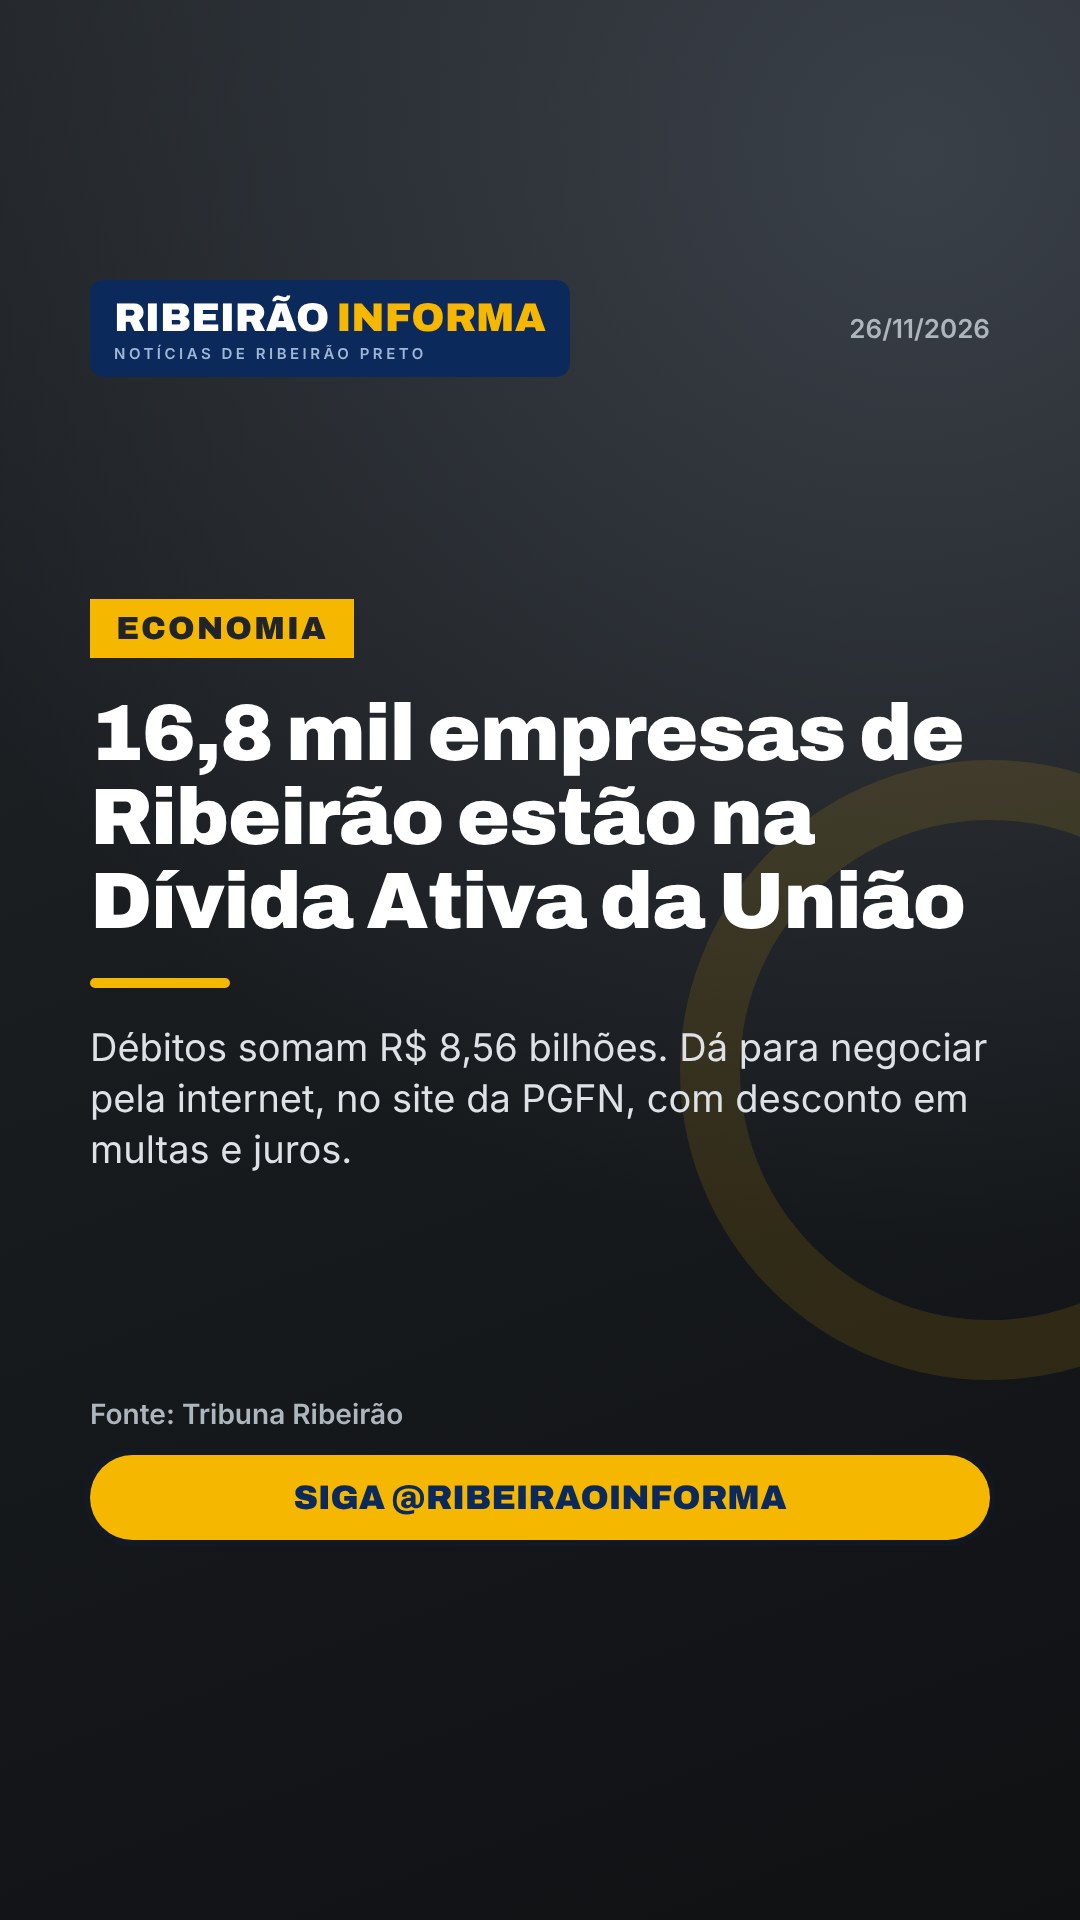 RIBEIRÃO INFORMA
NOTÍCIAS DE RIBEIRÃO PRETO
26/11/2026
ECONOMIA
16,8 mil empresas de
Ribeirão estão na
Dívida Ativa da União
Débitos somam R$ 8,56 bilhões. Dá para negociar
pela internet, no site da PGFN, com desconto em
multas e juros.
Fonte: Tribuna Ribeirão
SIGA @RIBEIRAOINFORMA